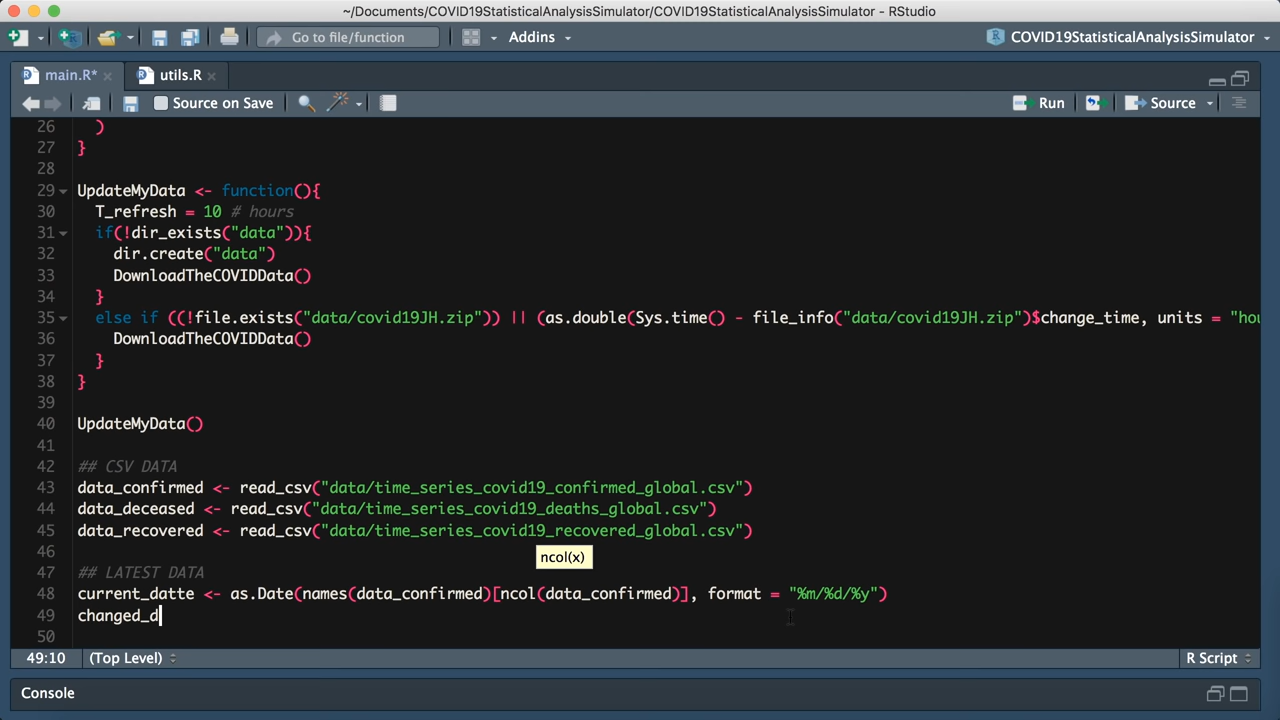 ~/Documents/COVID19StatisticalAnalysisSimulator/COVID19StatisticalAnalysisSimulator - RStudio
Go to file/function Addins COVID19StatisticalAnalysisSimulator
main.R* utils.R
Source on Save Run Source
26 )
27 }
28
29 UpdateMyData <- function(){
30 T_refresh = 10 # hours
31 if(!dir_exists("data")){
32 dir.create("data")
33 DownloadTheCOVIDData()
34 }
35 else if ((!file.exists("data/covid19JH.zip")) || (as.double(Sys.time() - file_info("data/covid19JH.zip")$change_time, units = "hou
36 DownloadTheCOVIDData()
37 }
38 }
39
40 UpdateMyData()
41
42 ## CSV DATA
43 data_confirmed <- read_csv("data/time_series_covid19_confirmed_global.csv")
44 data_deceased <- read_csv("data/time_series_covid19_deaths_global.csv")
45 data_recovered <- read_csv("data/time_series_covid19_recovered_global.csv")
46
ncol(x)
47 ## LATEST DATA
48 current_datte <- as.Date(names(data_confirmed)[ncol(data_confirmed)], format = "%m/%d/%y")
49 changed_d
50
49:10 (Top Level) R Script
Console